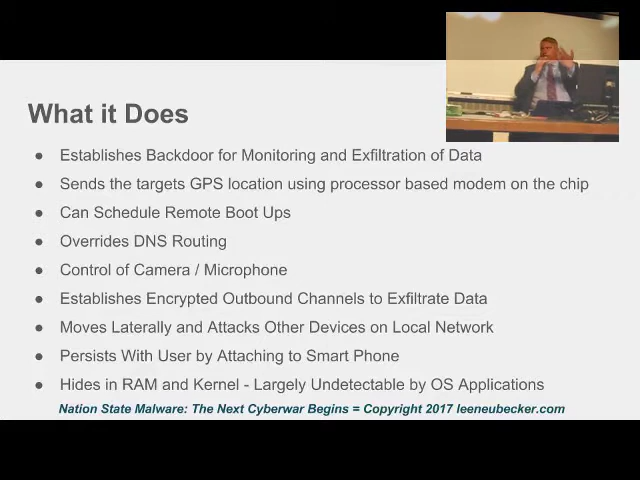 What it Does
● Establishes Backdoor for Monitoring and Exfiltration of Data
● Sends the targets GPS location using processor based modem on the chip
● Can Schedule Remote Boot Ups
● Overrides DNS Routing
● Control of Camera / Microphone
● Establishes Encrypted Outbound Channels to Exfiltrate Data
● Moves Laterally and Attacks Other Devices on Local Network
● Persists With User by Attaching to Smart Phone
● Hides in RAM and Kernel - Largely Undetectable by OS Applications
Nation State Malware: The Next Cyberwar Begins = Copyright 2017 leeneubecker.com